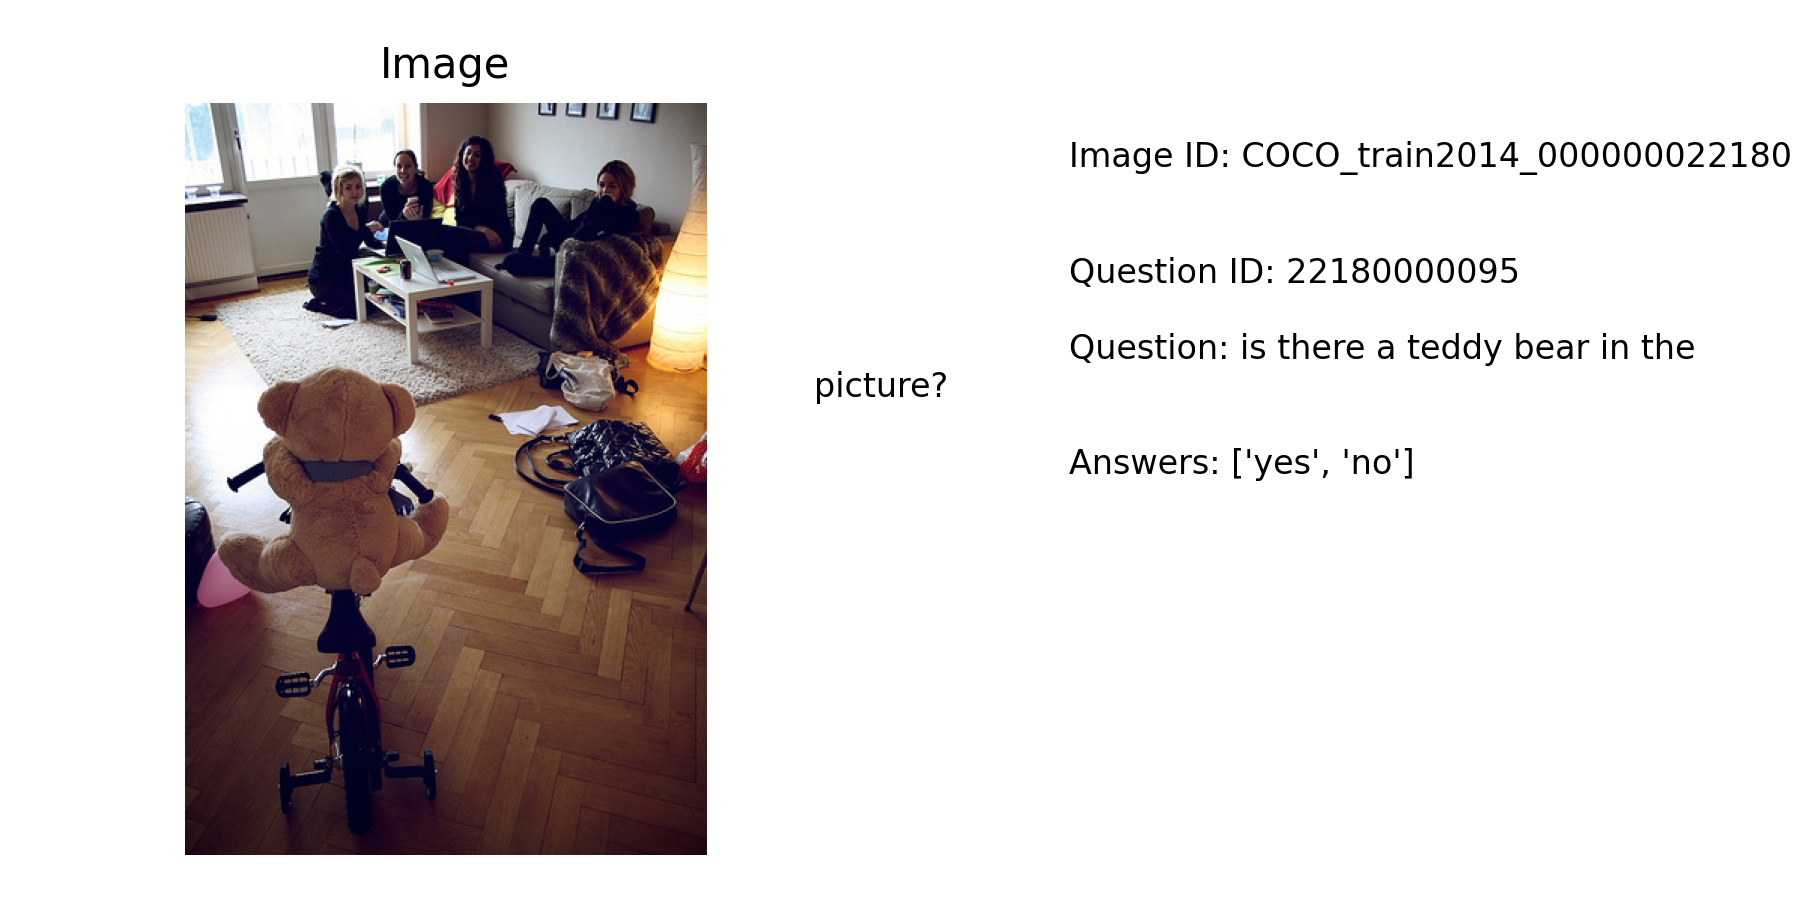 Image
Image ID: COCO_train2014_000000022180
Question ID: 22180000095
Question: is there a teddy bear in the
picture?
Answers: ['yes', 'no']